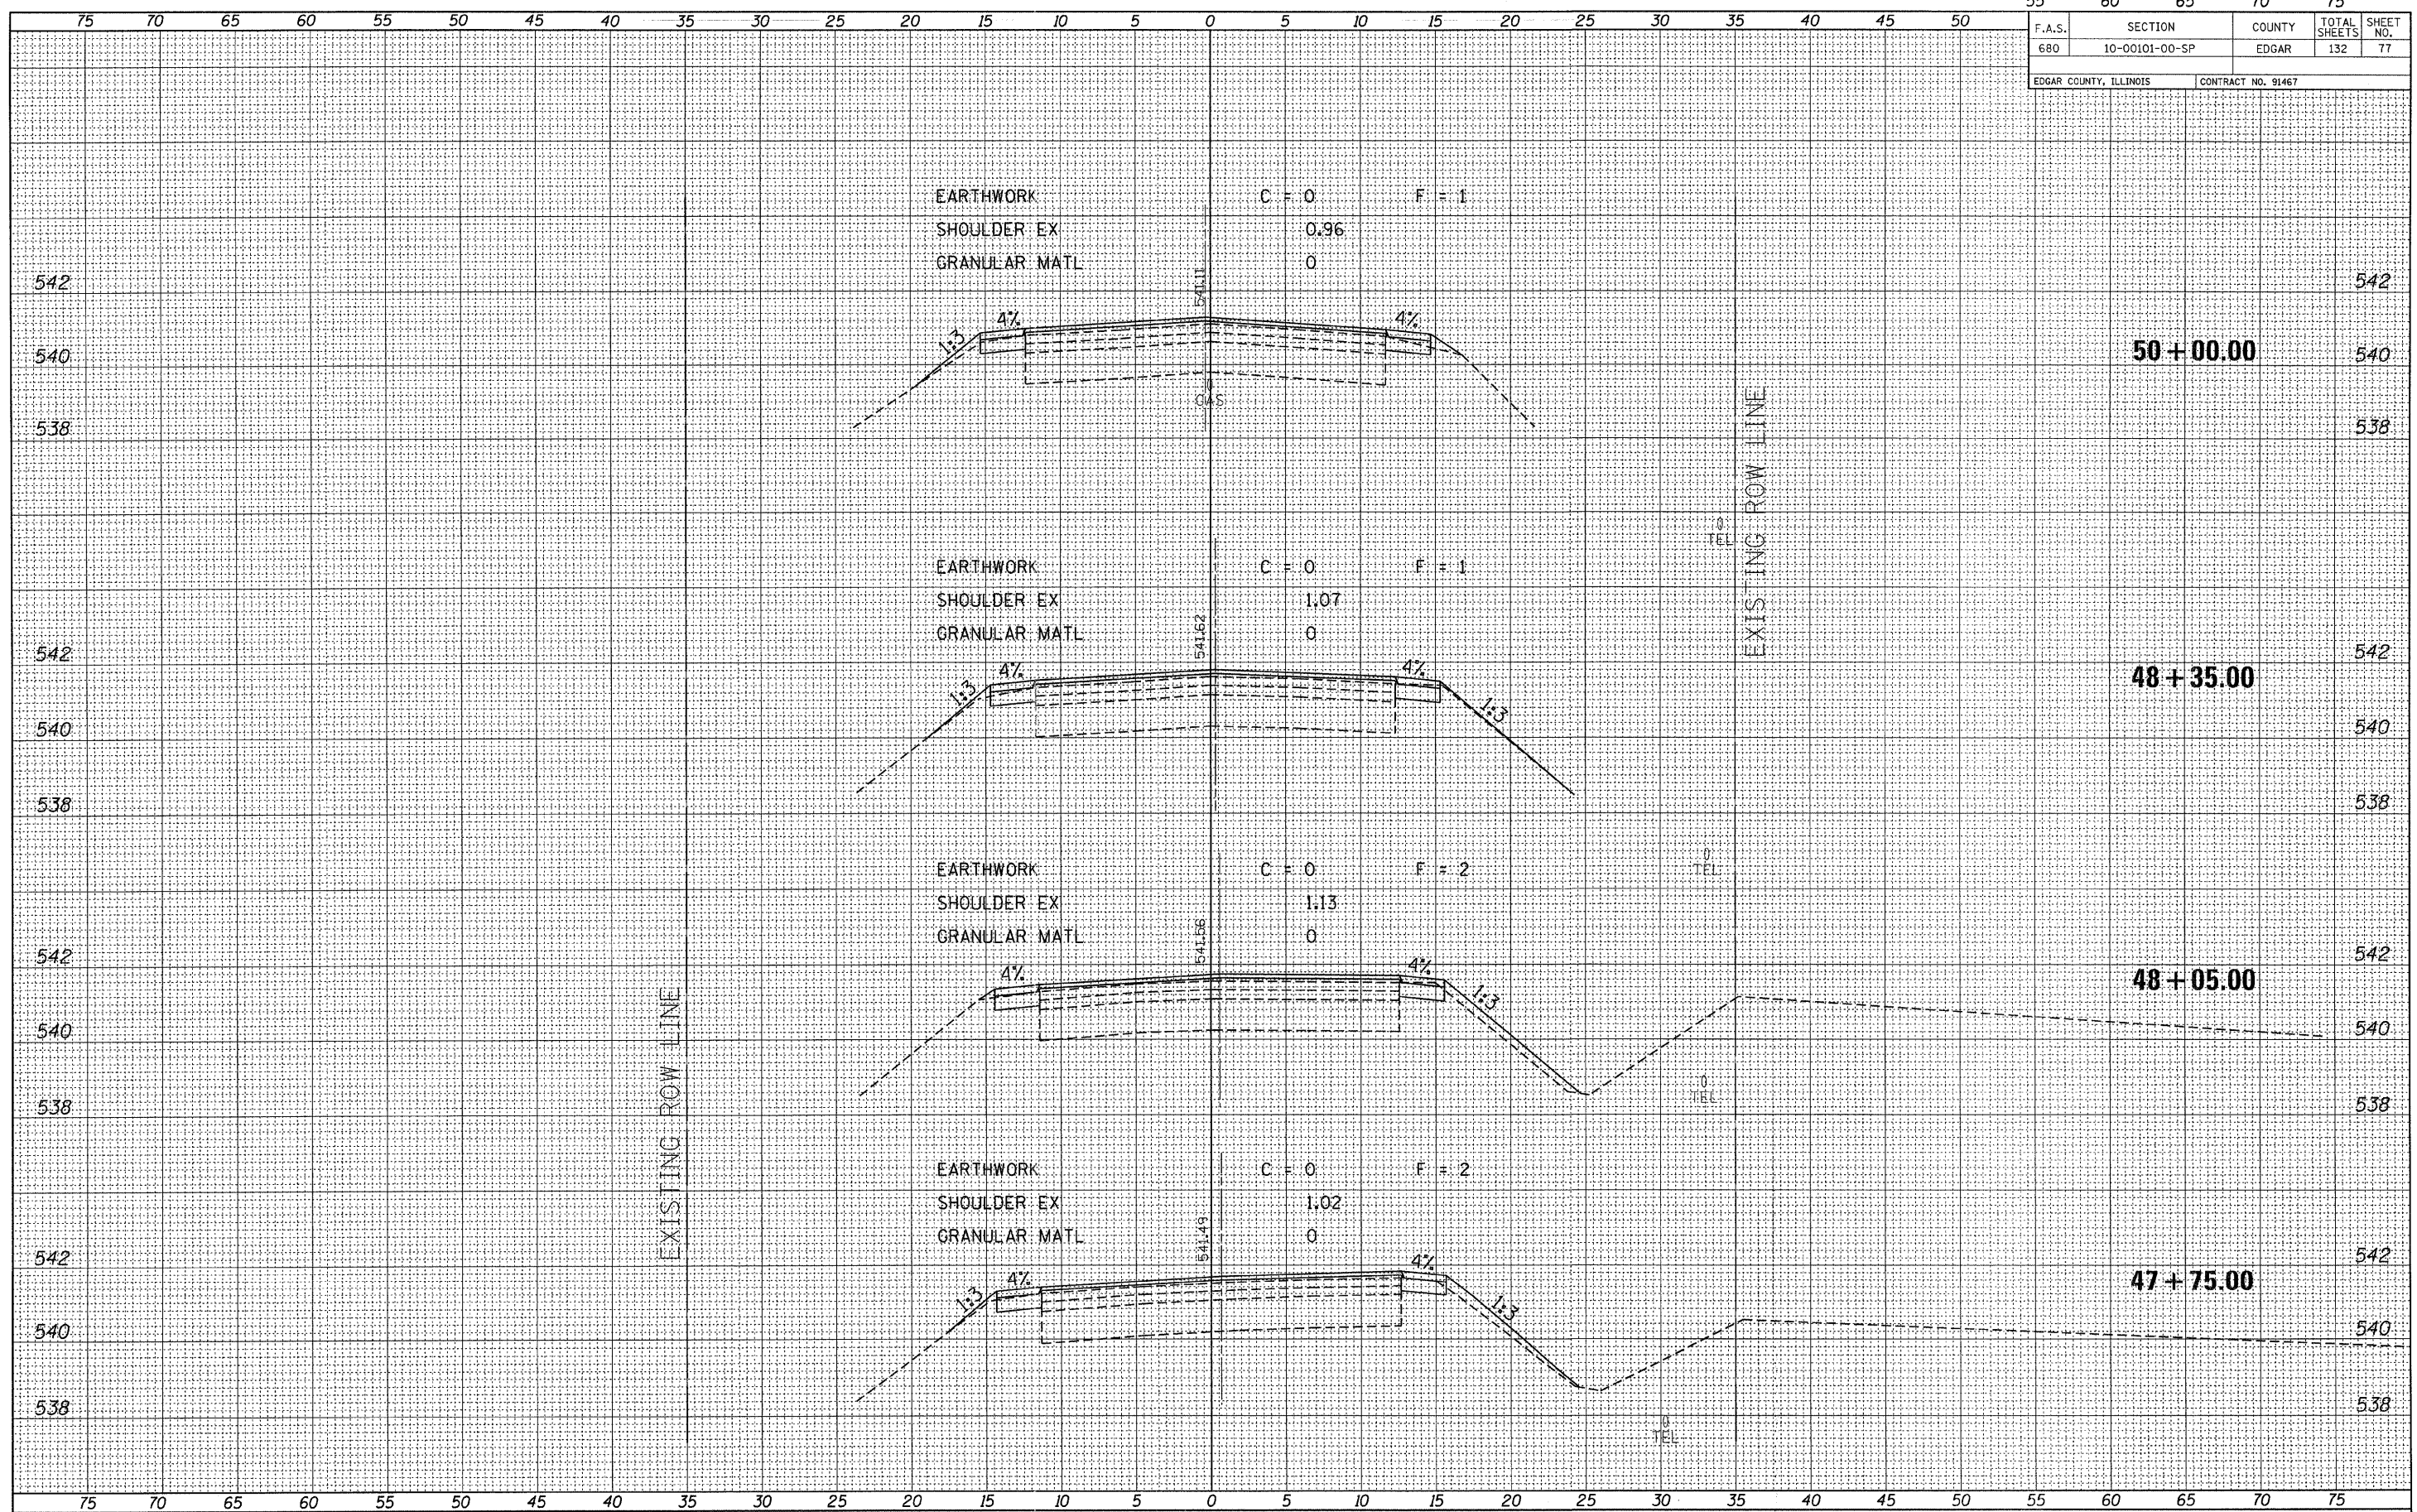 55 60 65 70 75
75 70 65 60 55 50 45 40 35 30 25 20 15 10 5 0 5 10 15 20 25 30 35 40 45 50
F.A.S. SECTION COUNTY TOTAL SHEETS SHEET NO.
680 10-00101-00-SP EDGAR 132 77
EDGAR COUNTY, ILLINOIS CONTRACT NO. 91467
EARTHWORK C = 0 F = 1
SHOULDER EX 0.96
GRANULAR MATL 0
541.11
542 542
4% 4%
1:3
540 50 + 00.00 540
GAS
538 538
EXISTING ROW LINE
0
TEL
EARTHWORK C = 0 F = 1
SHOULDER EX 1.07
GRANULAR MATL 0
541.62
542 542
4% 4%
1:3 1:3
48 + 35.00
540 540
538 538
0
TEL
EARTHWORK C = 0 F = 2
SHOULDER EX 1.13
GRANULAR MATL 0
541.56
542 542
4% 4%
1:3
48 + 05.00
540 540
EXISTING ROW LINE
0
TEL
538 538
EARTHWORK C = 0 F = 2
SHOULDER EX 1.02
GRANULAR MATL 0
541.49
542 542
4% 4%
1:3 1:3
47 + 75.00
540 540
538 538
0
TEL
75 70 65 60 55 50 45 40 35 30 25 20 15 10 5 0 5 10 15 20 25 30 35 40 45 50 55 60 65 70 75